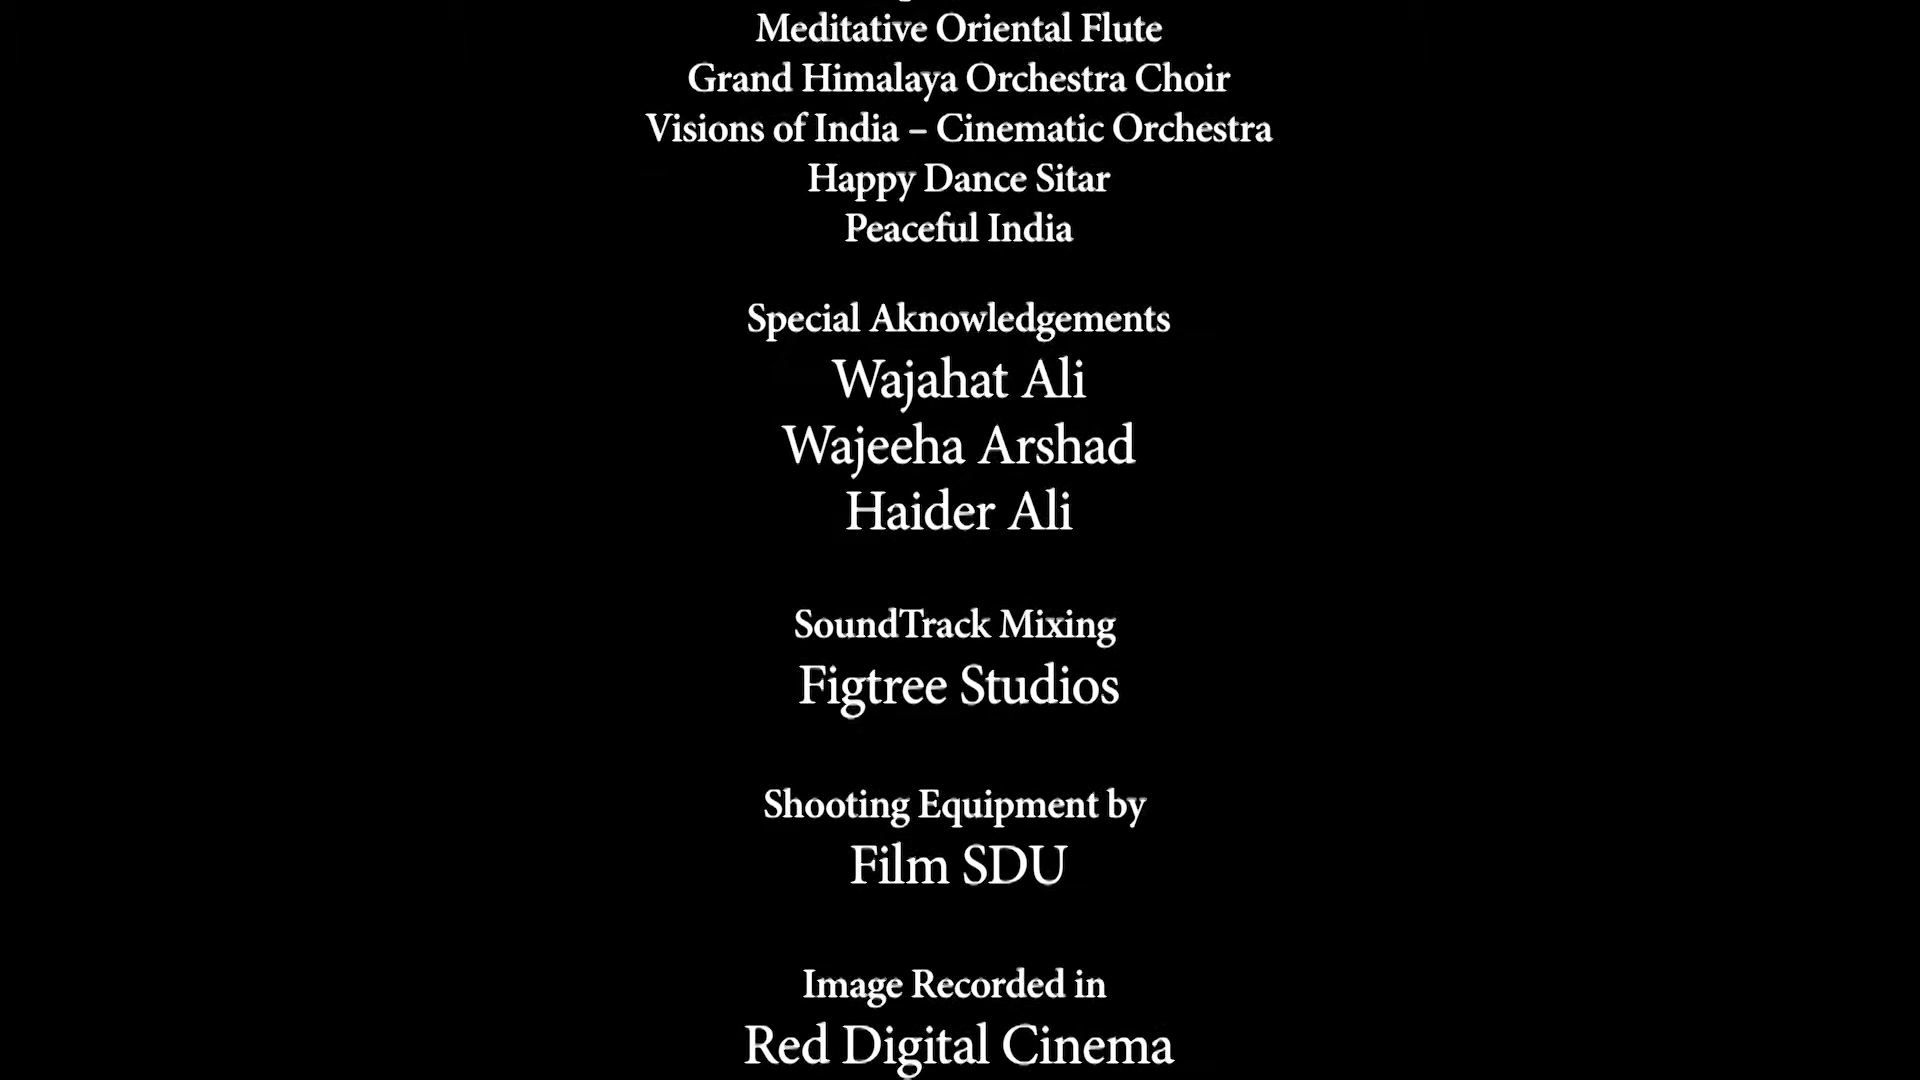 Meditative Oriental Flute
Grand Himalaya Orchestra Choir
Visions of India – Cinematic Orchestra
Happy Dance Sitar
Peaceful India
Special Aknowledgements
Wajahat Ali
Wajeeha Arshad
Haider Ali
SoundTrack Mixing
Figtree Studios
Shooting Equipment by
Film SDU
Image Recorded in
Red Digital Cinema